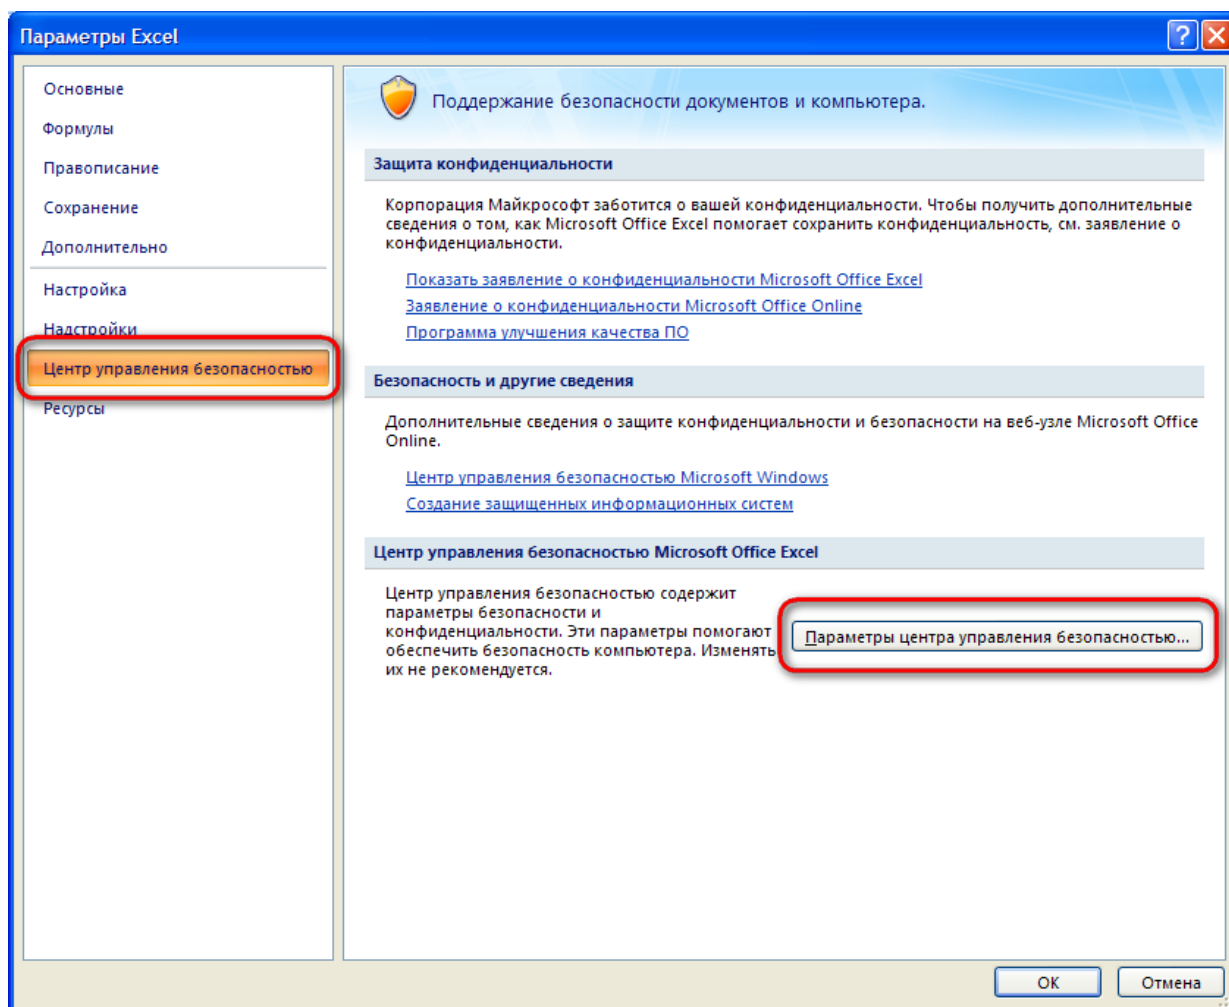 Параметры Excel
Основные
Формулы
Правописание
Сохранение
Дополнительно
Настройка
Надстройки
Центр управления безопасностью
Ресурсы
Поддержание безопасности документов и компьютера.
Защита конфиденциальности
Корпорация Майкрософт заботится о вашей конфиденциальности. Чтобы получить дополнительные
сведения о том, как Microsoft Office Excel помогает сохранить конфиденциальность, см. заявление о
конфиденциальности.
Показать заявление о конфиденциальности Microsoft Office Excel
Заявление о конфиденциальности Microsoft Office Online
Программа улучшения качества ПО
Безопасность и другие сведения
Дополнительные сведения о защите конфиденциальности и безопасности на веб-узле Microsoft Office
Online.
Центр управления безопасностью Microsoft Windows
Создание защищенных информационных систем
Центр управления безопасностью Microsoft Office Excel
Центр управления безопасностью содержит
параметры безопасности и
конфиденциальности. Эти параметры помогают
обеспечить безопасность компьютера. Изменять
их не рекомендуется.
Параметры центра управления безопасностью...
ОК
Отмена